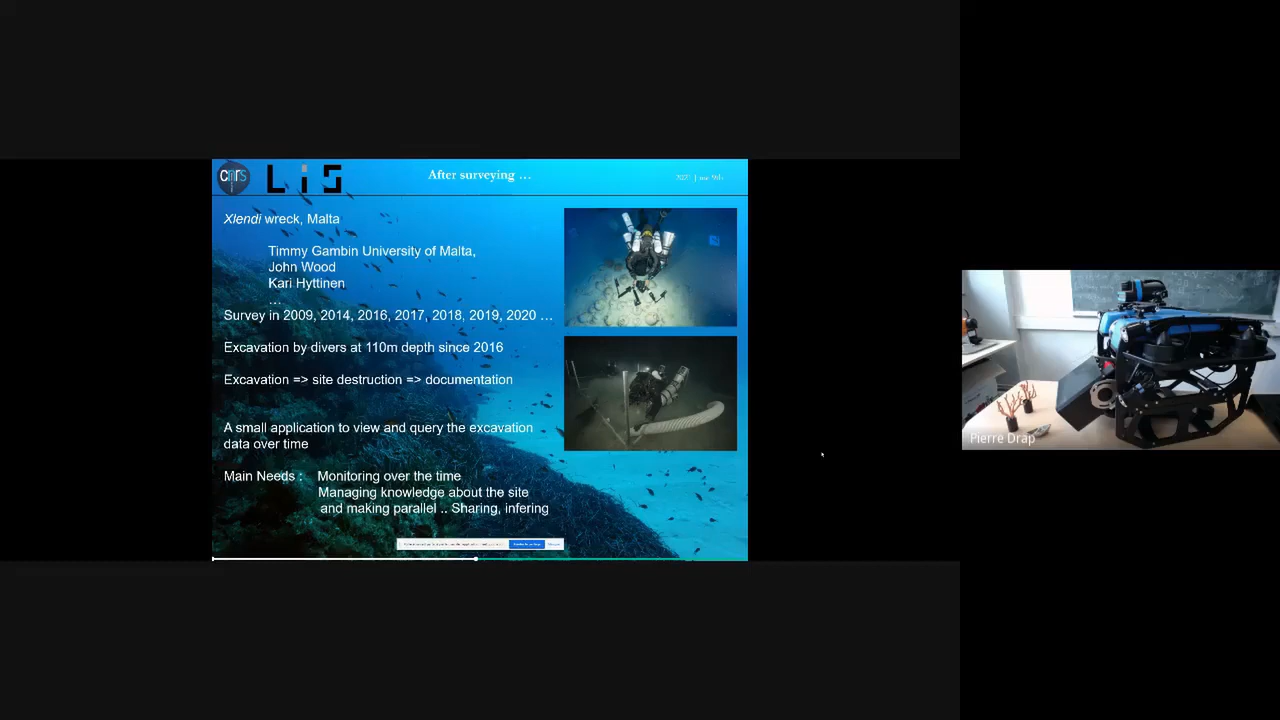 cnrs
LiS
After surveying ...
Xlendi wreck, Malta
Timmy Gambin University of Malta,
John Wood
Kari Hyttinen
...
Survey in 2009, 2014, 2016, 2017, 2018, 2019, 2020 ...
Excavation by divers at 110m depth since 2016
Excavation => site destruction => documentation
A small application to view and query the excavation
data over time
Main Needs : Monitoring over the time
Managing knowledge about the site
and making parallel .. Sharing, infering
Pierre Drap